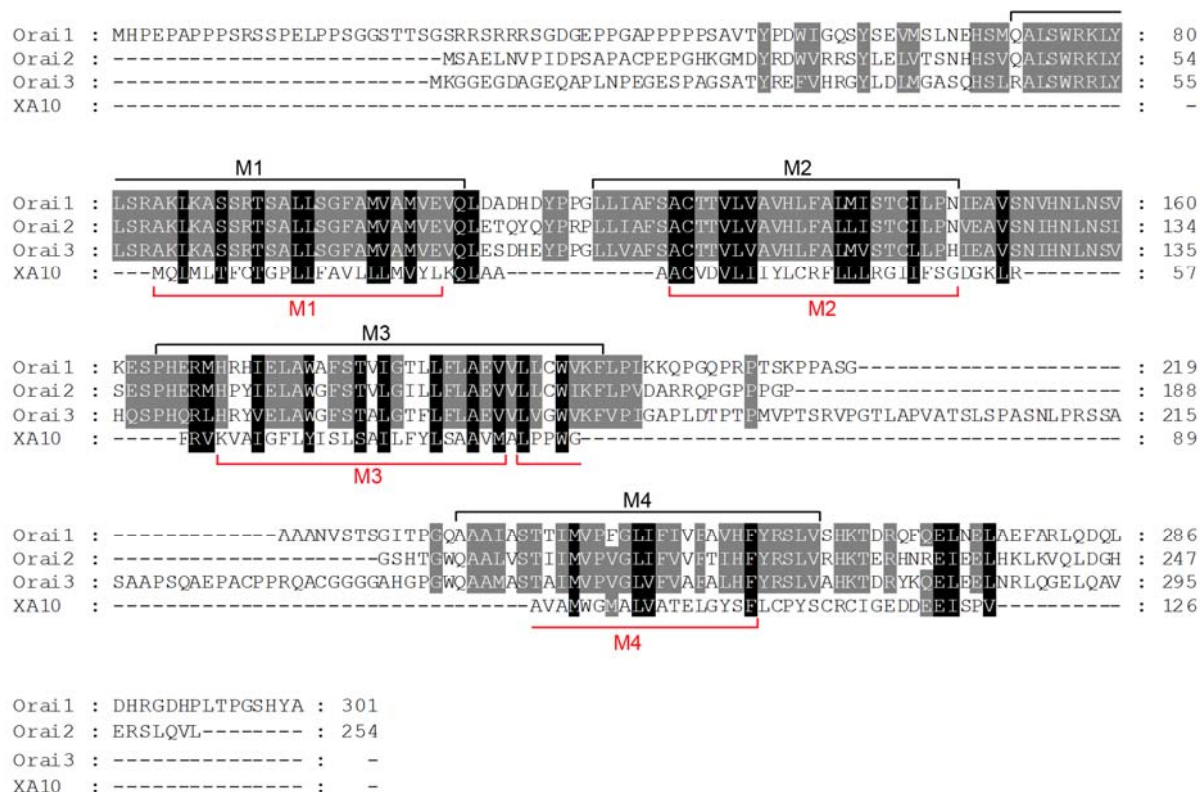 Orai1 : MHPEPAPPPSRSSPELPPSGGSTTSGSRRSRRRSGDGEPPGAPPPPPSAVTYPDWIGQSYSEVMSLNEHSMQALSWRKLY : 80
Orai2 : --------------------------MSAELNVPIDPSAPACPEPGHKGMDYRDWVRRSYLELVTSNHHSVQALSWRKLY : 54
Orai3 : -------------------------MKGGEGDAGEQAPLNPEGESPAGSATYREFVHRGYLDLMGASQHSLRALSWRRLY : 55
XA10 : -------------------------------------------------------------------------------- : -
M1 M2
Orai1 : LSRAKLKASSRTSALLSGFAMVAMVEVQLDADHDYPPGLLIAFSACTTVLVAVHLFALMISTCILPNIEAVSNVHNLNSV : 160
Orai2 : LSRAKLKASSRTSALLSGFAMVAMVEVQLETQYQYPRPLLIAFSACTTVLVAVHLFALLISTCILPNVEAVSNIHNLNSI : 134
Orai3 : LSRAKLKASSRTSALLSGFAMVAMVEVQLESDHEYPPGLLVAFSACTTVLVAVHLFALMVSTCLLPHIEAVSNIHNLNSV : 135
XA10 : ---MQLMLTFCTGPLLFAVLLLMVYLKQLAA------------AACVDVLIIYLCRFLLLRGILFSGDGKLR-------- : 57
M1 M2
M3
Orai1 : KESPHERMHRHIELAWAFSTVIGTLLFLAEVVLLCWVKFLPLKKQPGQPRPTSKPPASG--------------------- : 219
Orai2 : SESPHERMHPYIELAWGFSTVLGILLFLAEVVLLCWIKFLPVDARRQPGPPPGP-------------------------- : 188
Orai3 : HQSPHQRLHRYVELAWGFSTALGTFLFLAEVVLVGWVKFVPIGAPLDTPTPMVPTSRVPGTLAPVATSLSPASNLPRSSA : 215
XA10 : -----FRVKVAIGFLYISLSAILFYLSAAVMALPPWG------------------------------------------- : 89
M3
M4
Orai1 : -------------AAANVSTSGITPGQAAAIASTTIMVPFGLIFIVFAVHFYRSLVSHKTDRQFQELNELAEFARLQDQL : 286
Orai2 : ---------------------GSHTGWQAALVSTIIMVPVGLIFVVFTIHFYRSLVRHKTERHNREIEELHKLKVQLDGH : 247
Orai3 : SAAPSQAEPACPPRQACGGGGAHGPGWQAAMASTAIMVPVGLVFVAFALHFYRSLVAHKTDRYKQELEELNRLQGELQAV : 295
XA10 : ---------------------------------AVAMWGMALVATELGYSFLCPYSCRCIGEDDEEISPV---------- : 126
M4
Orai1 : DHRGDHPLTPGSHYA : 301
Orai2 : ERSLQVL-------- : 254
Orai3 : --------------- : -
XA10 : --------------- : -